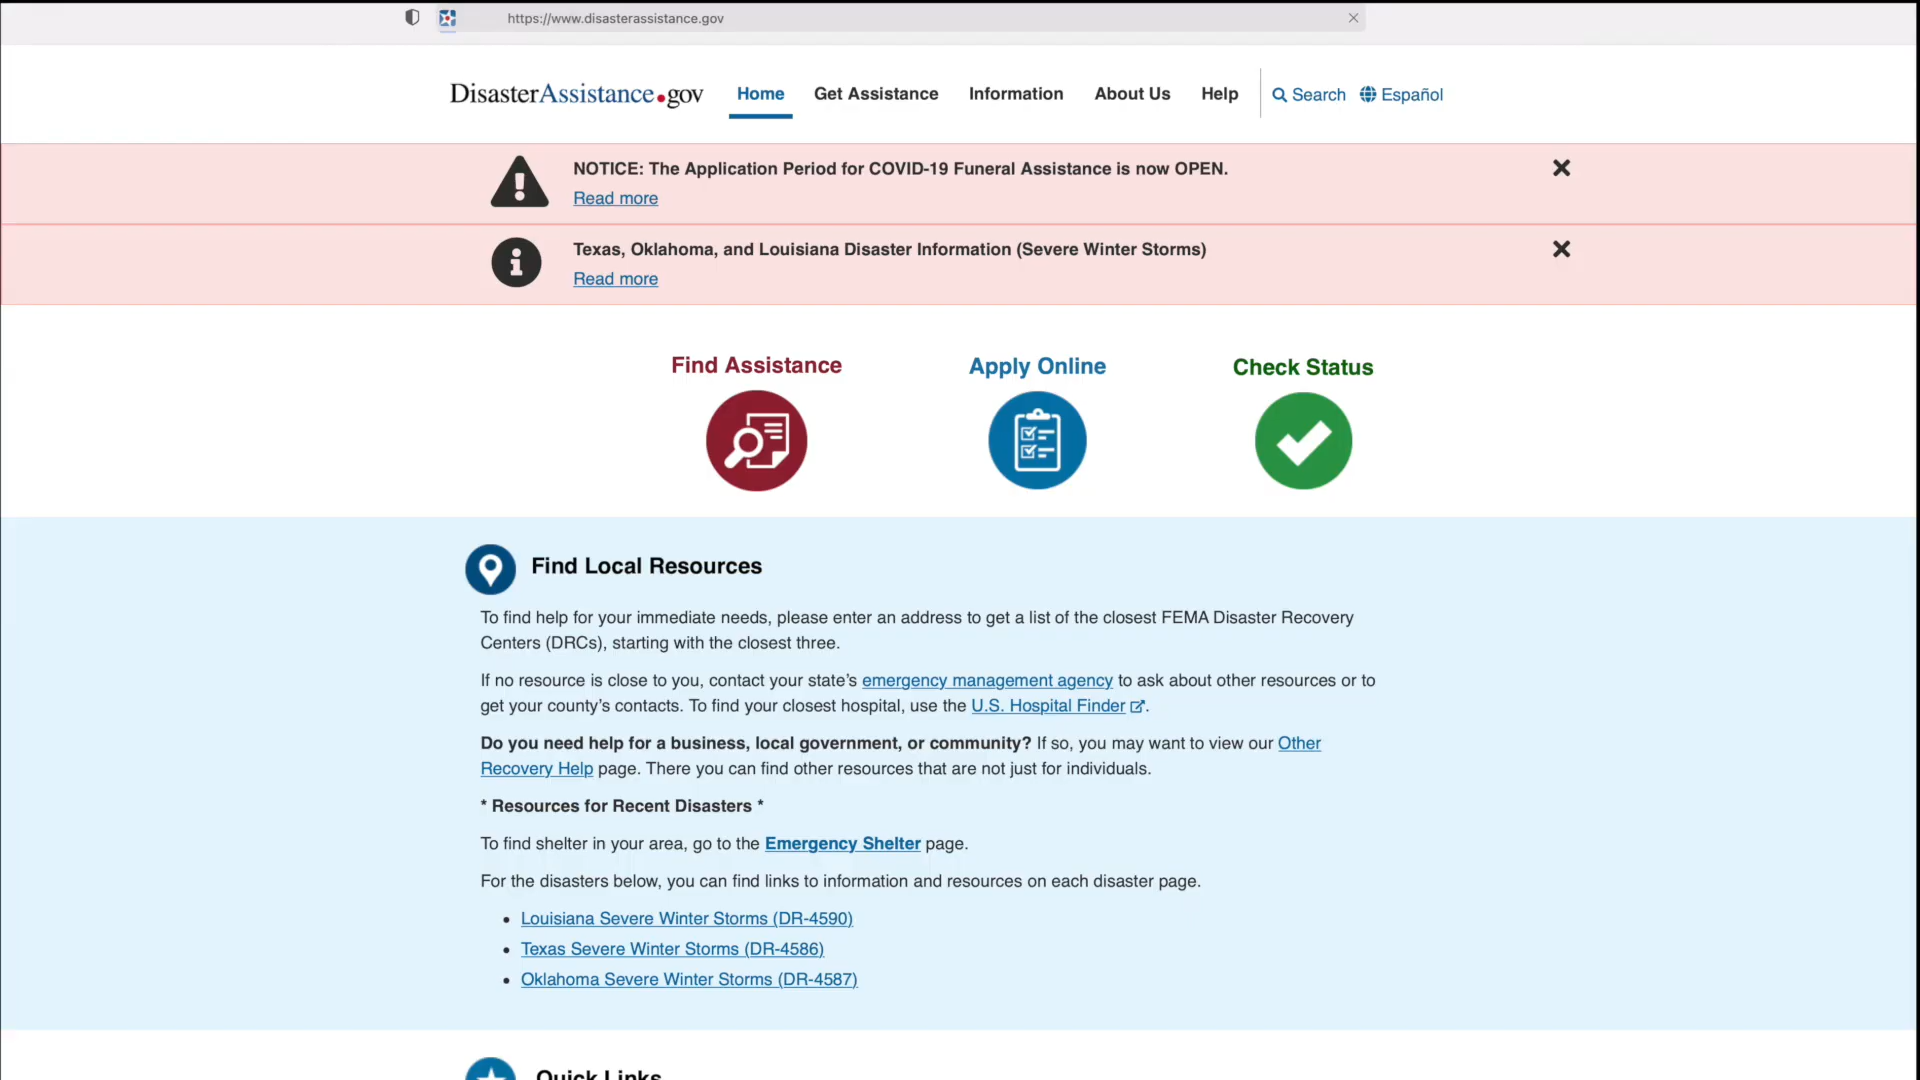 https://www.disasterassistance.gov
DisasterAssistance.gov
Home
Get Assistance
Information
About Us
Help
Search
Español
NOTICE: The Application Period for COVID-19 Funeral Assistance is now OPEN.
Read more
Texas, Oklahoma, and Louisiana Disaster Information (Severe Winter Storms)
Read more
Find Assistance
Apply Online
Check Status
Find Local Resources
To find help for your immediate needs, please enter an address to get a list of the closest FEMA Disaster Recovery
Centers (DRCs), starting with the closest three.
If no resource is close to you, contact your state’s emergency management agency to ask about other resources or to
get your county’s contacts. To find your closest hospital, use the U.S. Hospital Finder.
Do you need help for a business, local government, or community? If so, you may want to view our Other
Recovery Help page. There you can find other resources that are not just for individuals.
* Resources for Recent Disasters *
To find shelter in your area, go to the Emergency Shelter page.
For the disasters below, you can find links to information and resources on each disaster page.
• Louisiana Severe Winter Storms (DR-4590)
• Texas Severe Winter Storms (DR-4586)
• Oklahoma Severe Winter Storms (DR-4587)
Quick Links